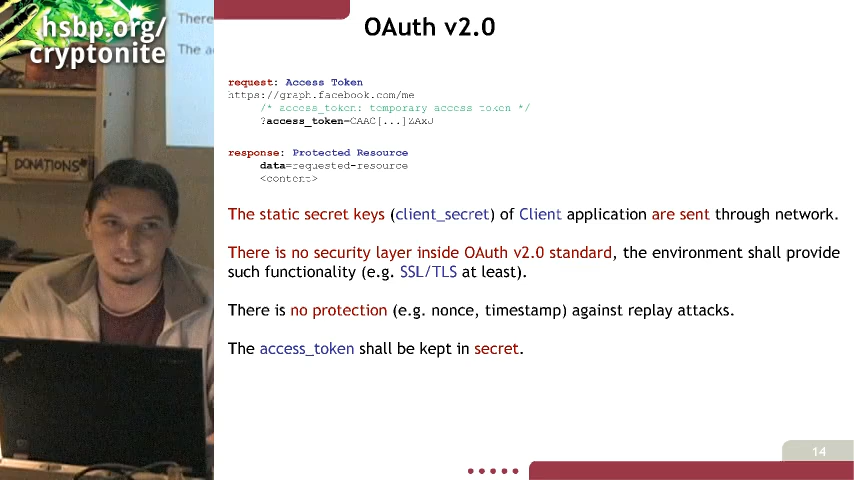 hsbp.org/
cryptonite
There
The a
DONATIONS
OAuth v2.0
request: Access Token
https://graph.facebook.com/me
/* access_token: temporary access token */
?access_token=CAAC[...]ZAxJ
response: Protected Resource
data=requested-resource
<content>
The static secret keys (client_secret) of Client application are sent through network.
There is no security layer inside OAuth v2.0 standard, the environment shall provide
such functionality (e.g. SSL/TLS at least).
There is no protection (e.g. nonce, timestamp) against replay attacks.
The access_token shall be kept in secret.
14